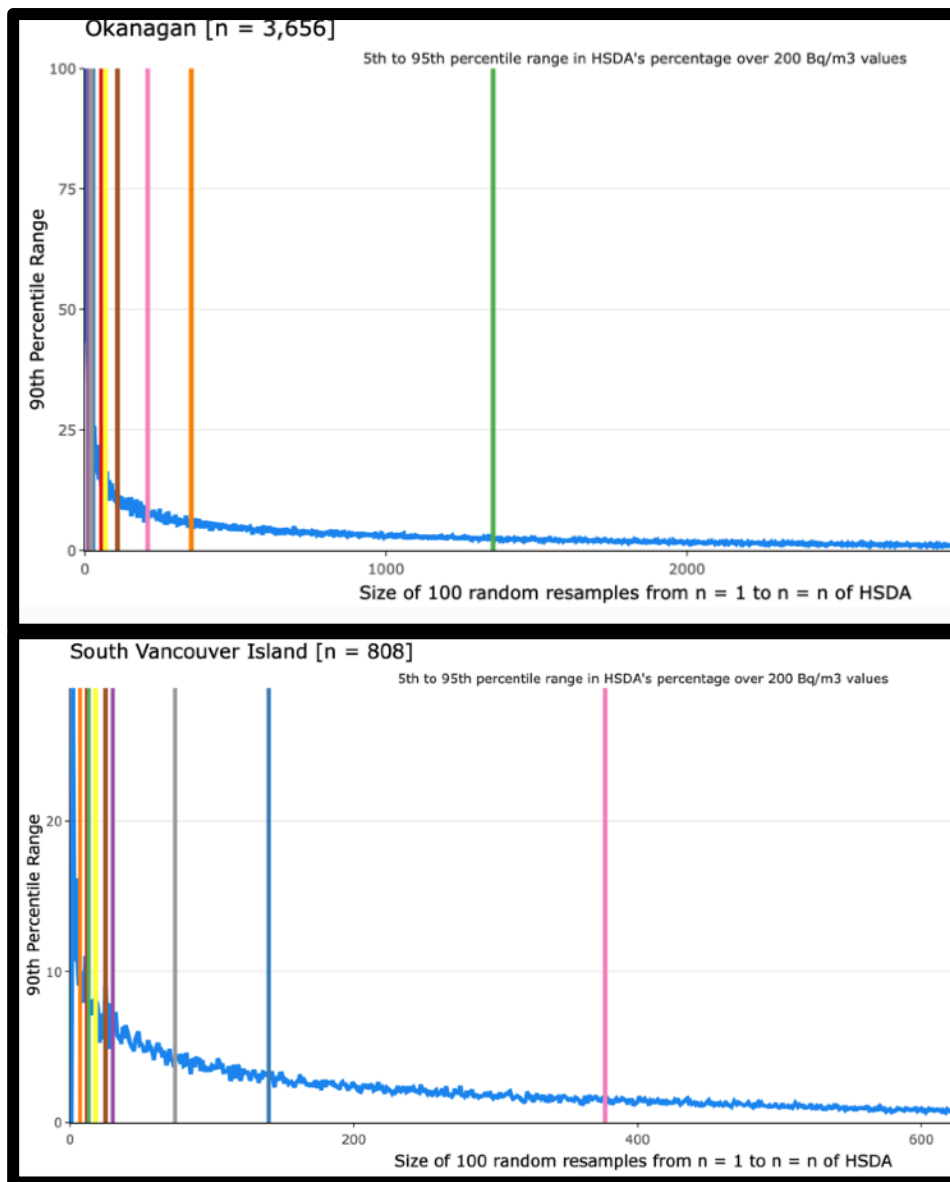 Okanagan [n = 3,656]
5th to 95th percentile range in HSDA's percentage over 200 Bq/m3 values
100
75
50
25
0
90th Percentile Range
0 1000 2000
Size of 100 random resamples from n = 1 to n = n of HSDA
South Vancouver Island [n = 808]
5th to 95th percentile range in HSDA's percentage over 200 Bq/m3 values
20
10
0
90th Percentile Range
0 200 400 600
Size of 100 random resamples from n = 1 to n = n of HSDA